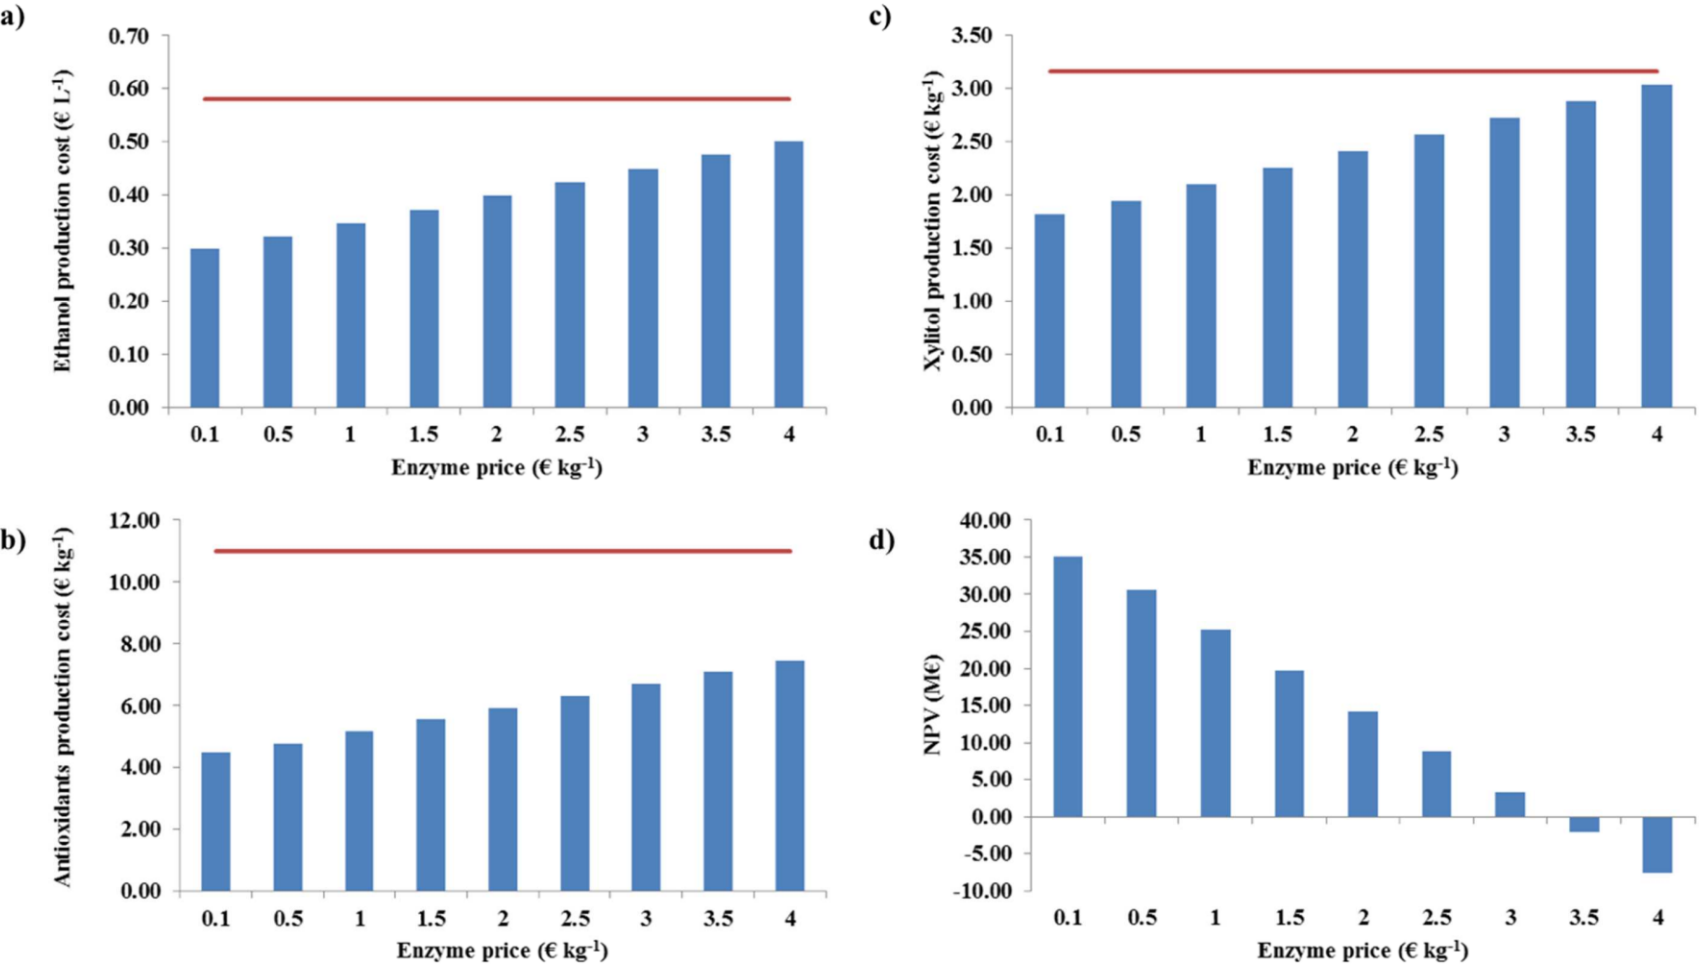 a)
Ethanol production cost (€ L-1)
0.70
0.60
0.50
0.40
0.30
0.20
0.10
0.00
0.1 0.5 1 1.5 2 2.5 3 3.5 4
Enzyme price (€ kg-1)
c)
Xylitol production cost (€ kg-1)
3.50
3.00
2.50
2.00
1.50
1.00
0.50
0.00
0.1 0.5 1 1.5 2 2.5 3 3.5 4
Enzyme price (€ kg-1)
b)
Antioxidants production cost (€ kg-1)
12.00
10.00
8.00
6.00
4.00
2.00
0.00
0.1 0.5 1 1.5 2 2.5 3 3.5 4
Enzyme price (€ kg-1)
d)
NPV (M€)
40.00
35.00
30.00
25.00
20.00
15.00
10.00
5.00
0.00
-5.00
-10.00
0.1 0.5 1 1.5 2 2.5 3 3.5 4
Enzyme price (€ kg-1)